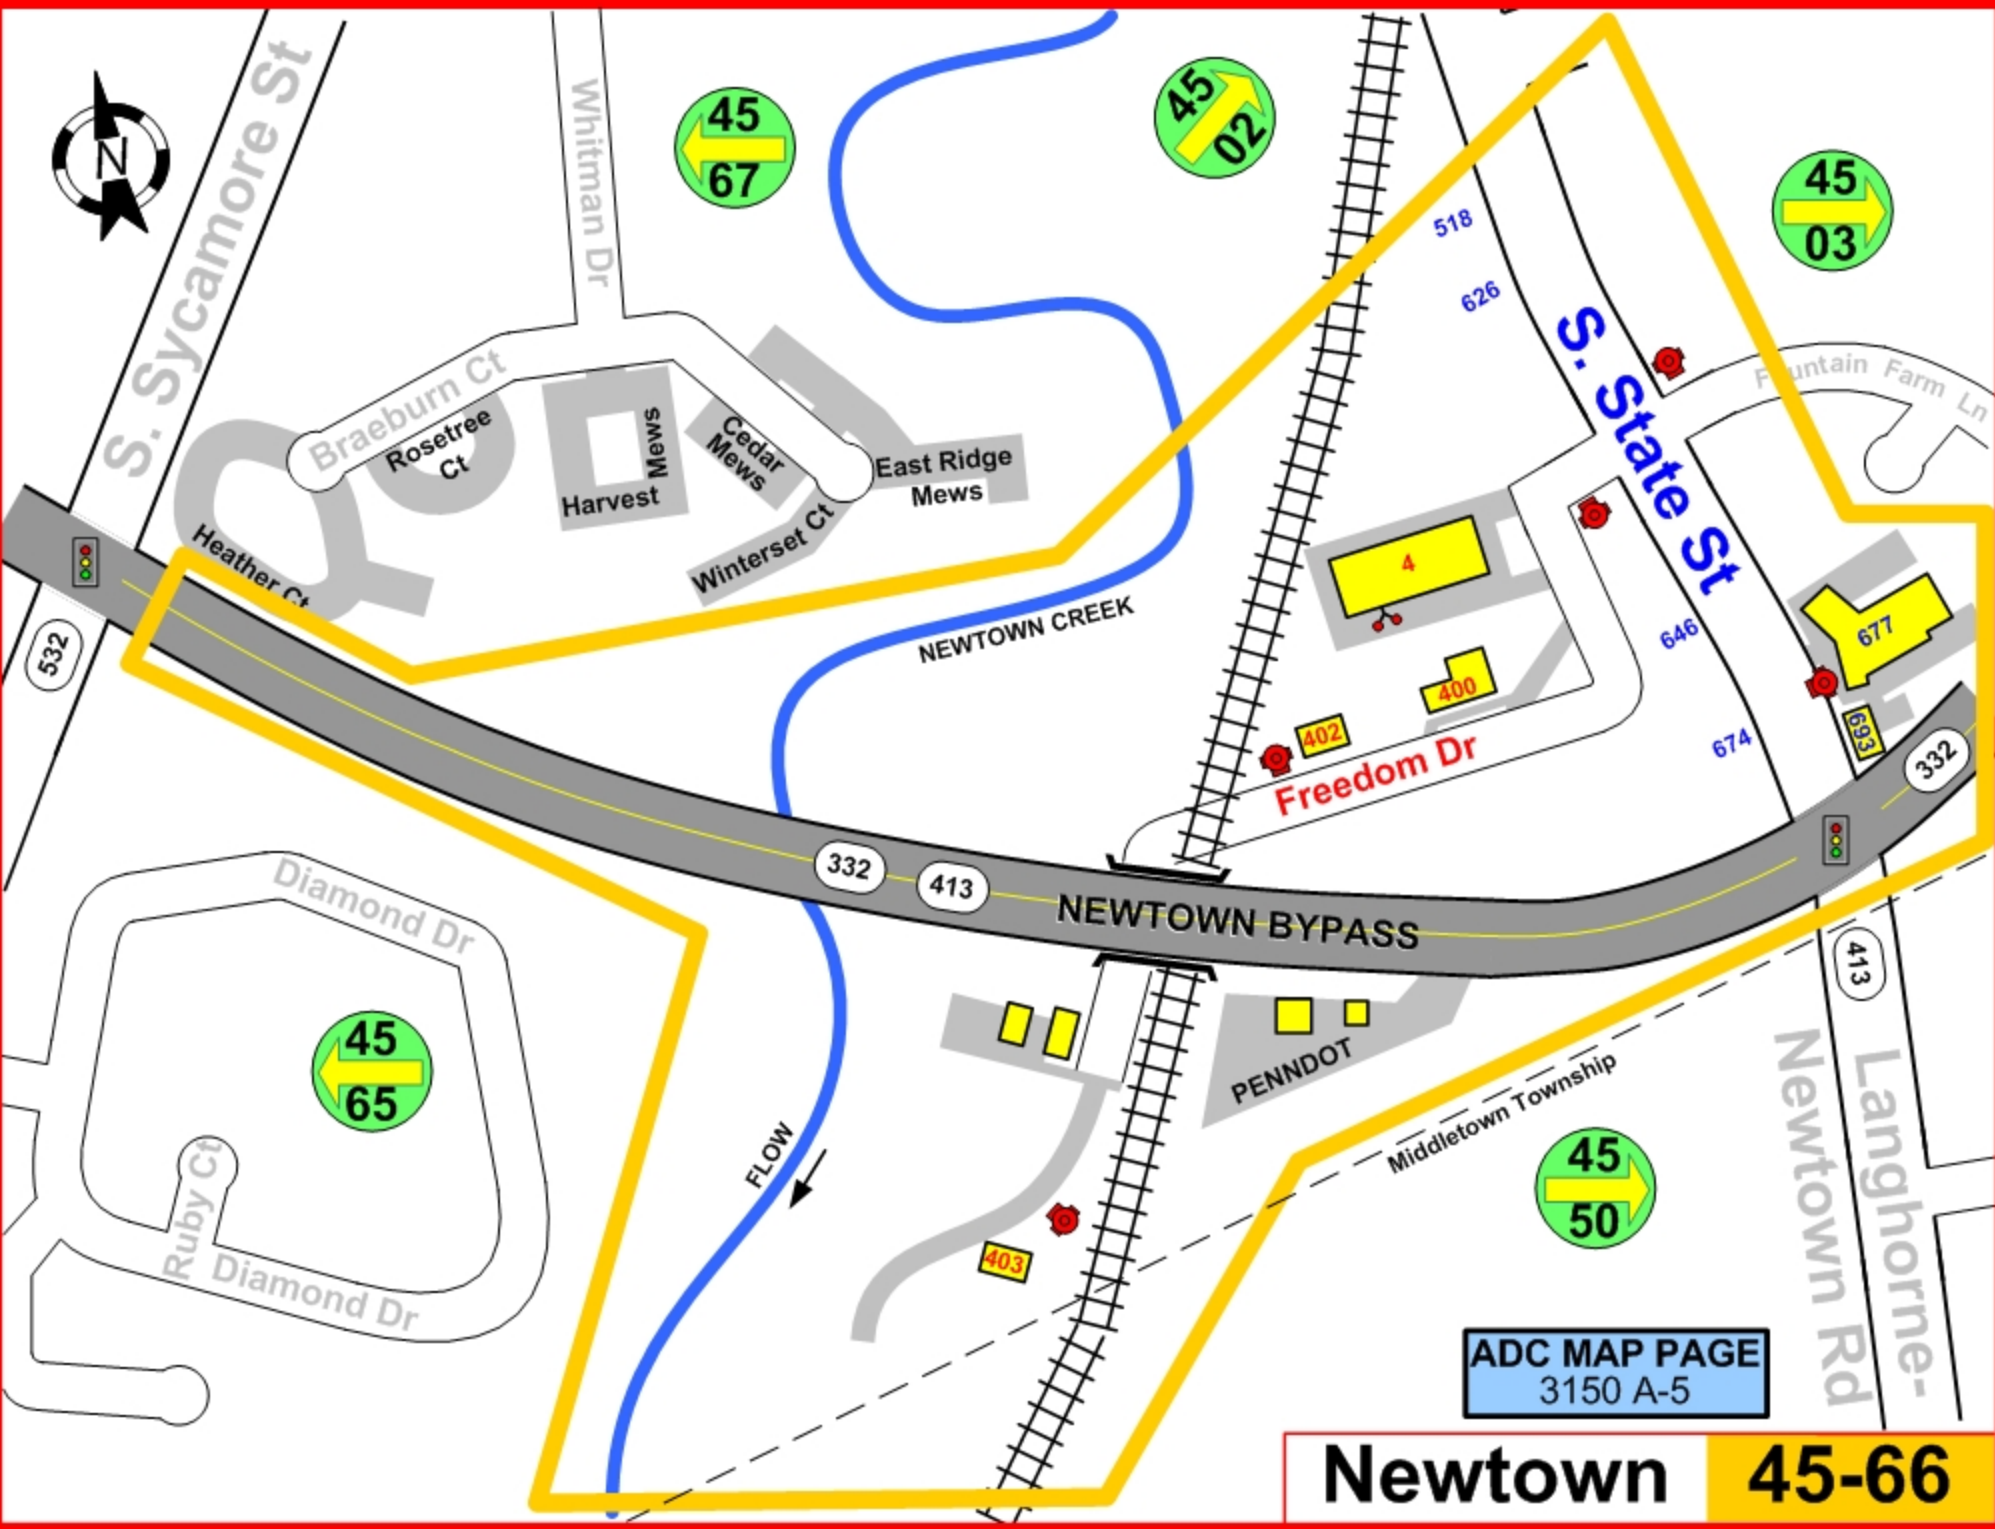 N
S. Sycamore St
Whitman Dr
45
67
45
02
45
03
518
626
S. State St
Fountain Farm Ln
Braeburn Ct
Rosetree
Ct
Harvest
Mews
Cedar
Mews
East Ridge
Mews
Winterset Ct
Heather Ct
NEWTOWN CREEK
532
4
400
402
Freedom Dr
646
674
677
693
332
332
413
NEWTOWN BYPASS
413
Diamond Dr
45
65
Ruby Ct
Diamond Dr
FLOW
PENNDOT
403
Middletown Township
45
50
Langhorne-
Newtown Rd
ADC MAP PAGE
3150 A-5
Newtown 45-66